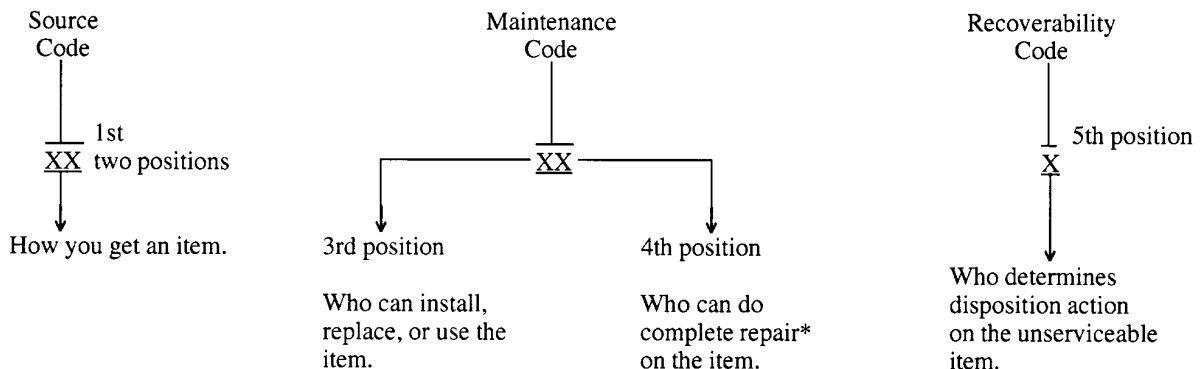 Source
Code
Maintenance
Code
Recoverability
Code
1st
XX two positions
XX
5th position
X
How you get an item.
3rd position
4th position
Who can install,
replace, or use the
item.
Who can do
complete repair*
on the item.
Who determines
disposition action
on the unserviceable
item.